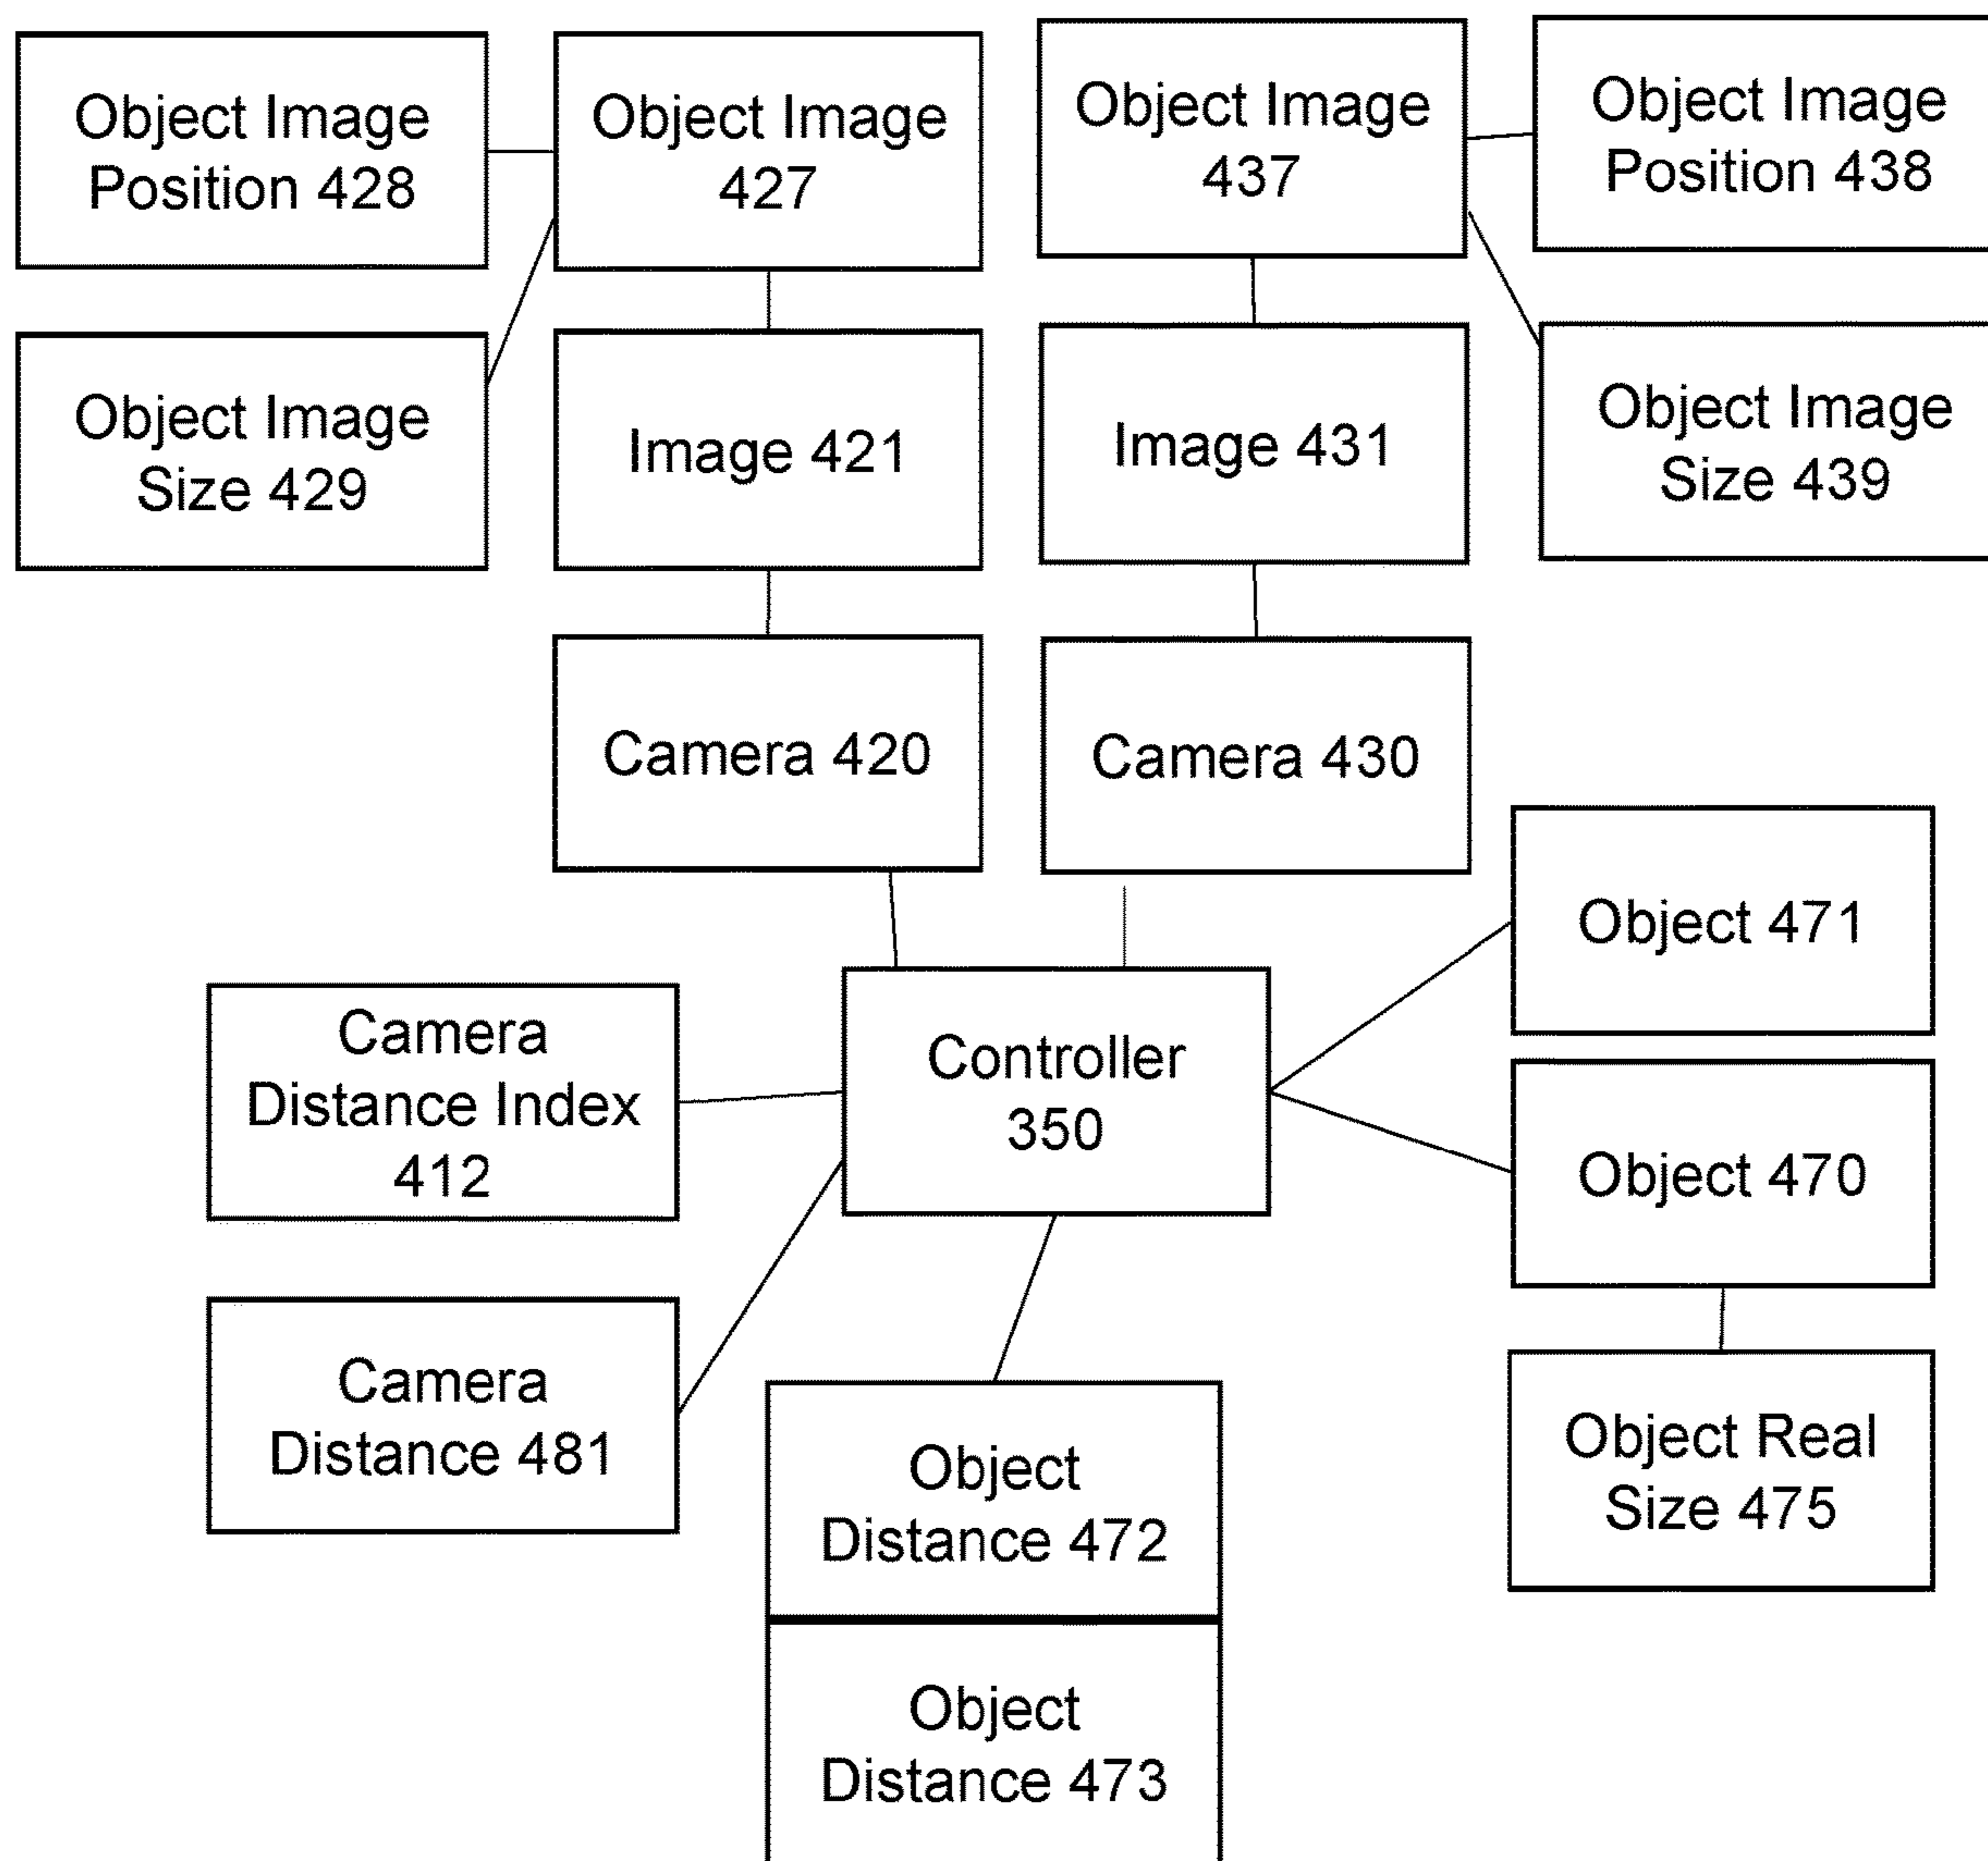 Object Image
Position 428
Object Image
427
Object Image
437
Object Image
Position 438
Object Image
Size 429
Image 421
Image 431
Object Image
Size 439
Camera 420
Camera 430
Object 471
Camera
Distance Index
412
Controller
350
Object 470
Camera
Distance 481
Object
Distance 472
Object Real
Size 475
Object
Distance 473